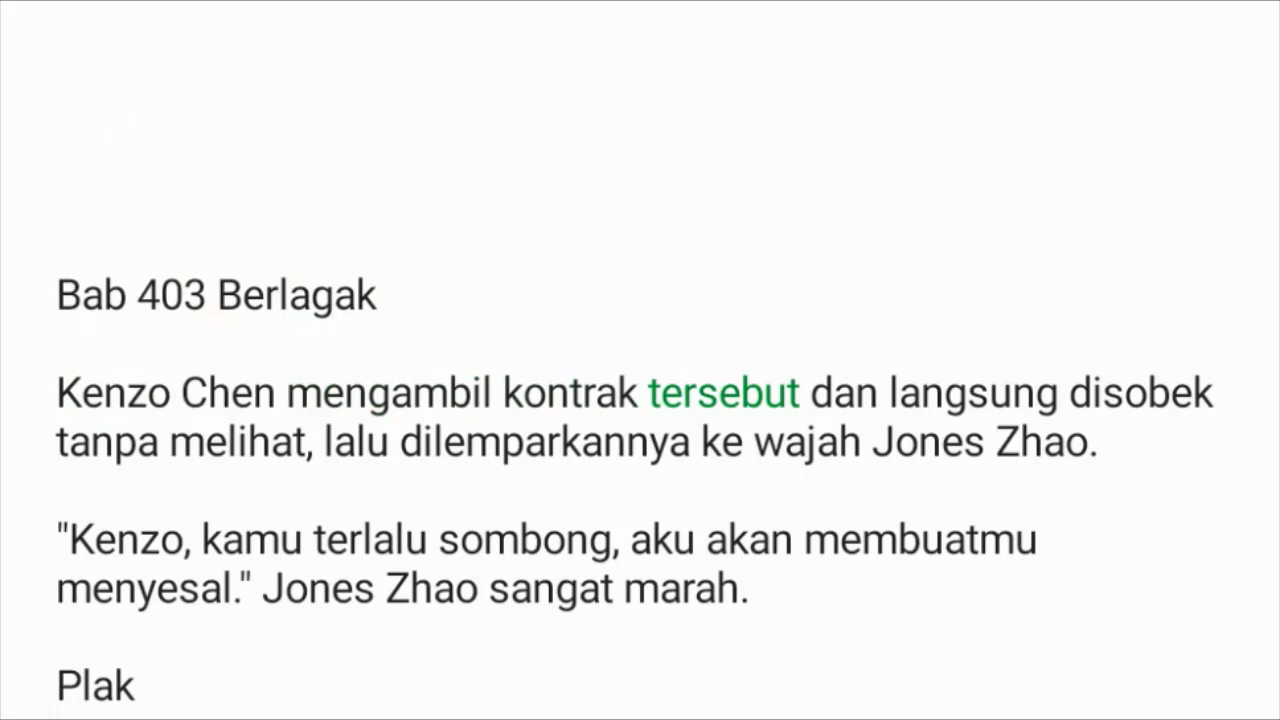 Bab 403 Berlagak
Kenzo Chen mengambil kontrak tersebut dan langsung disobek
tanpa melihat, lalu dilemparkannya ke wajah Jones Zhao.
"Kenzo, kamu terlalu sombong, aku akan membuatmu
menyesal." Jones Zhao sangat marah.
Plak